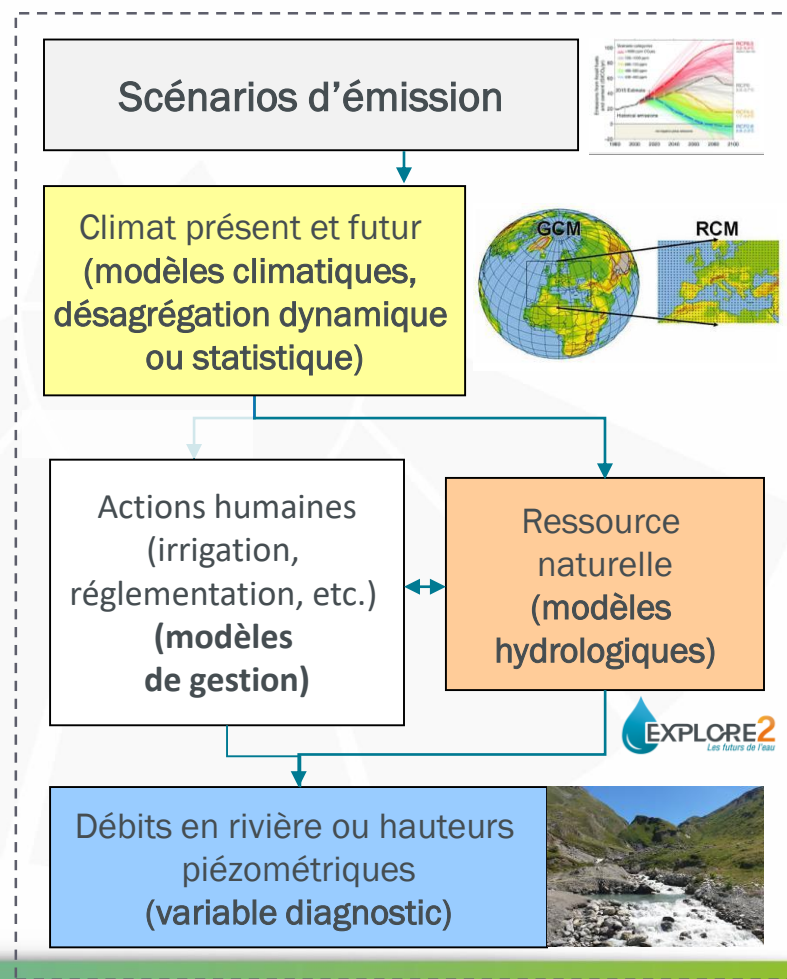 Scénarios d'émission
Climat présent et futur
(modèles climatiques,
désagrégation dynamique
ou statistique)
GCM
RCM
Actions humaines
(irrigation,
réglementation, etc.)
(modèles
de gestion)
Ressource
naturelle
(modèles
hydrologiques)
EXPLORE2
Les futurs de l'eau
Débits en rivière ou hauteurs
piézométriques
(variable diagnostic)